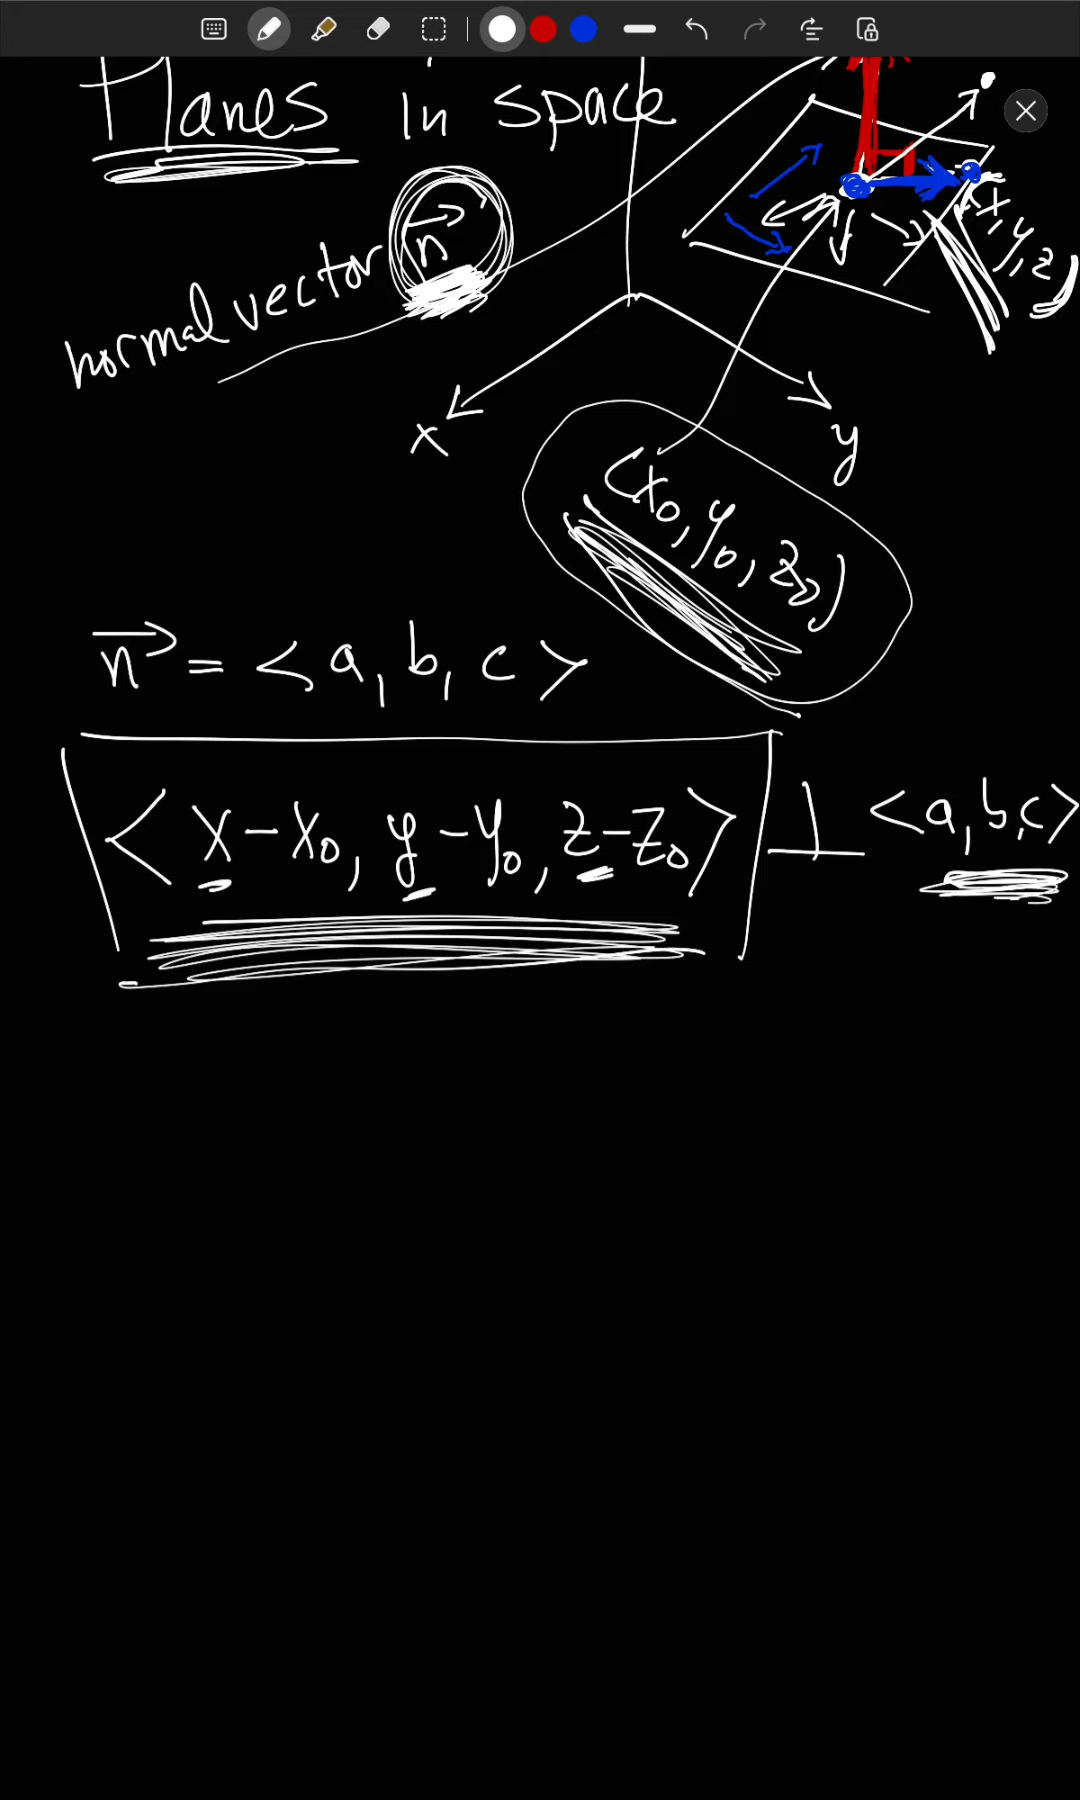 Planes in space
normal vector n⃗
(x, y, z)
x
y
(x₀, y₀, z₀)
n⃗ = <a, b, c>
<x-x₀, y-y₀, z-z₀> ⊥ <a, b, c>